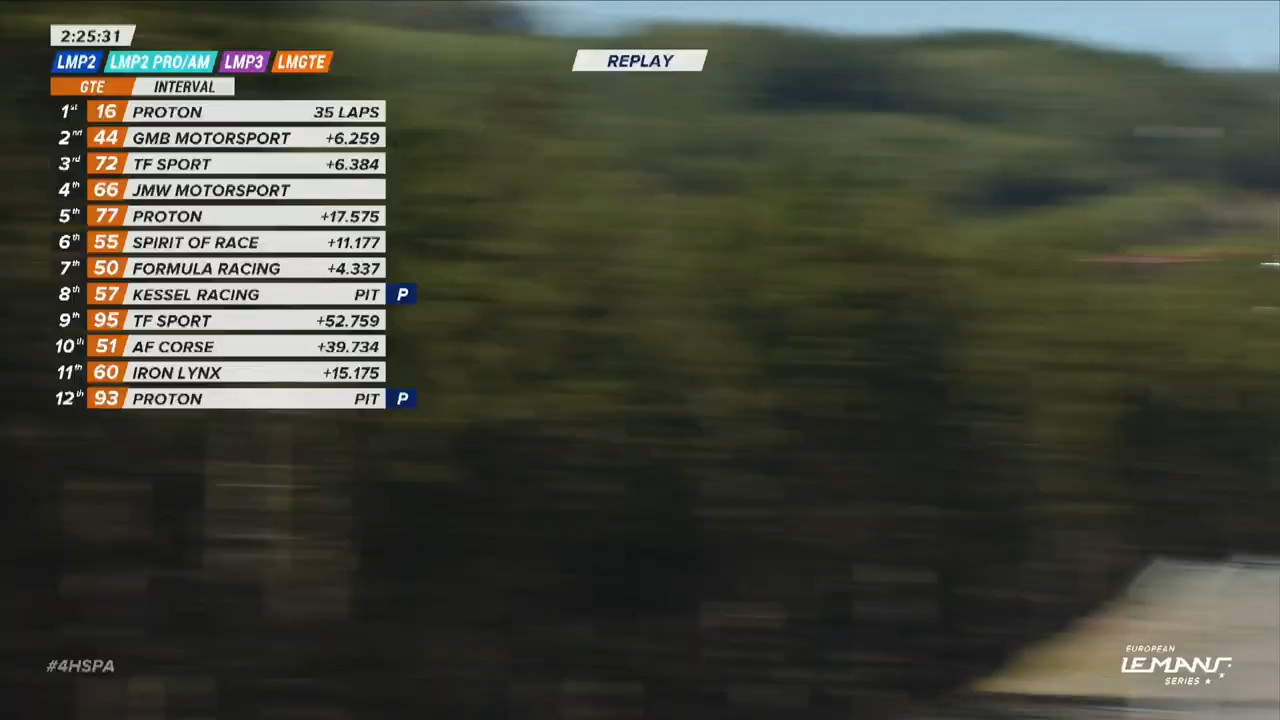 2:25:31
LMP2 LMP2 PRO/AM LMP3 LMGTE
REPLAY
GTE INTERVAL
1st 16 PROTON 35 LAPS
2nd 44 GMB MOTORSPORT +6.259
3rd 72 TF SPORT +6.384
4th 66 JMW MOTORSPORT
5th 77 PROTON +17.575
6th 55 SPIRIT OF RACE +11.177
7th 50 FORMULA RACING +4.337
8th 57 KESSEL RACING PIT P
9th 95 TF SPORT +52.759
10th 51 AF CORSE +39.734
11th 60 IRON LYNX +15.175
12th 93 PROTON PIT P
#4HSPA
EUROPEAN
LEMANS
SERIES